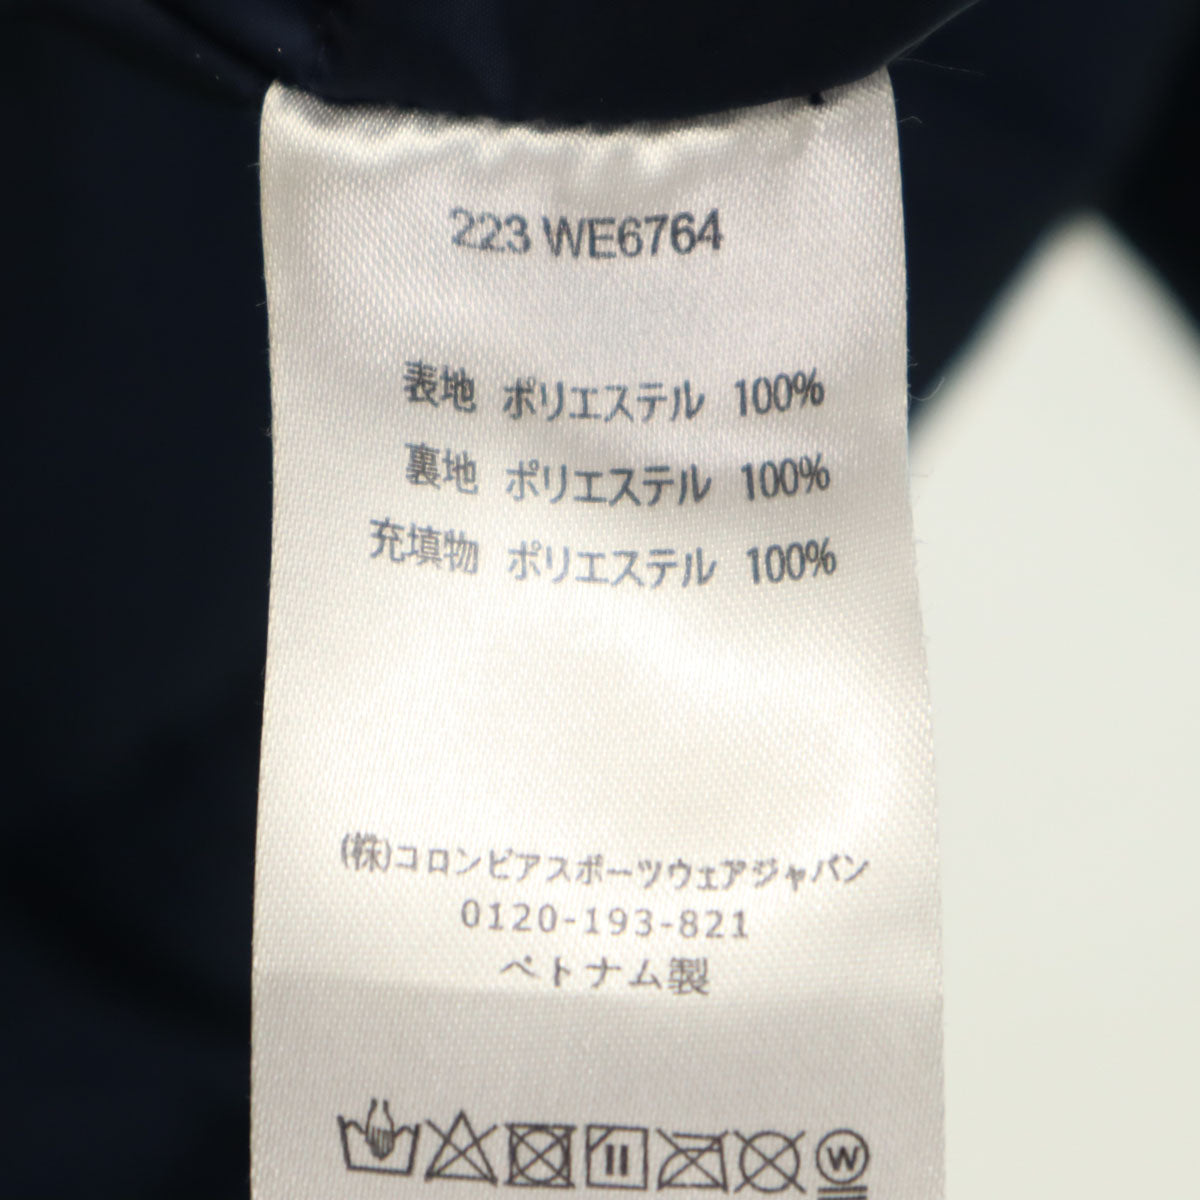 223 WE6764
表地 ポリエステル 100%
裏地 ポリエステル 100%
充填物 ポリエステル 100%
(株)コロンビアスポーツウェアジャパン
0120-193-821
ベトナム製
W